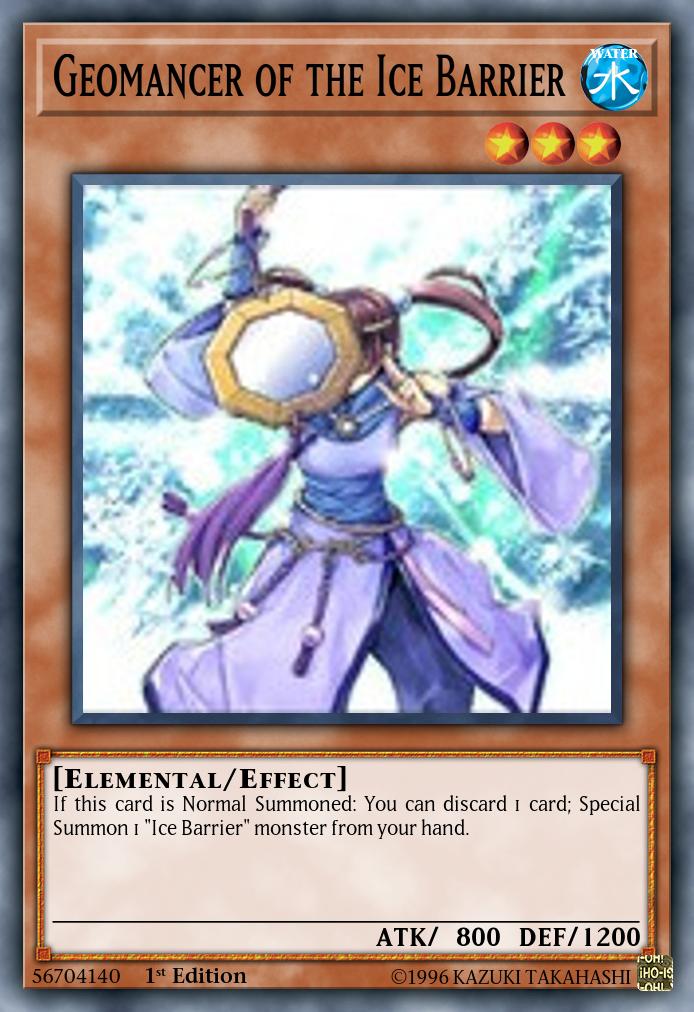 Geomancer of the Ice Barrier
WATER
水
[Elemental/Effect]
If this card is Normal Summoned: You can discard 1 card; Special
Summon 1 "Ice Barrier" monster from your hand.
ATK/ 800 DEF/1200
56704140 1st Edition ©1996 KAZUKI TAKAHASHI